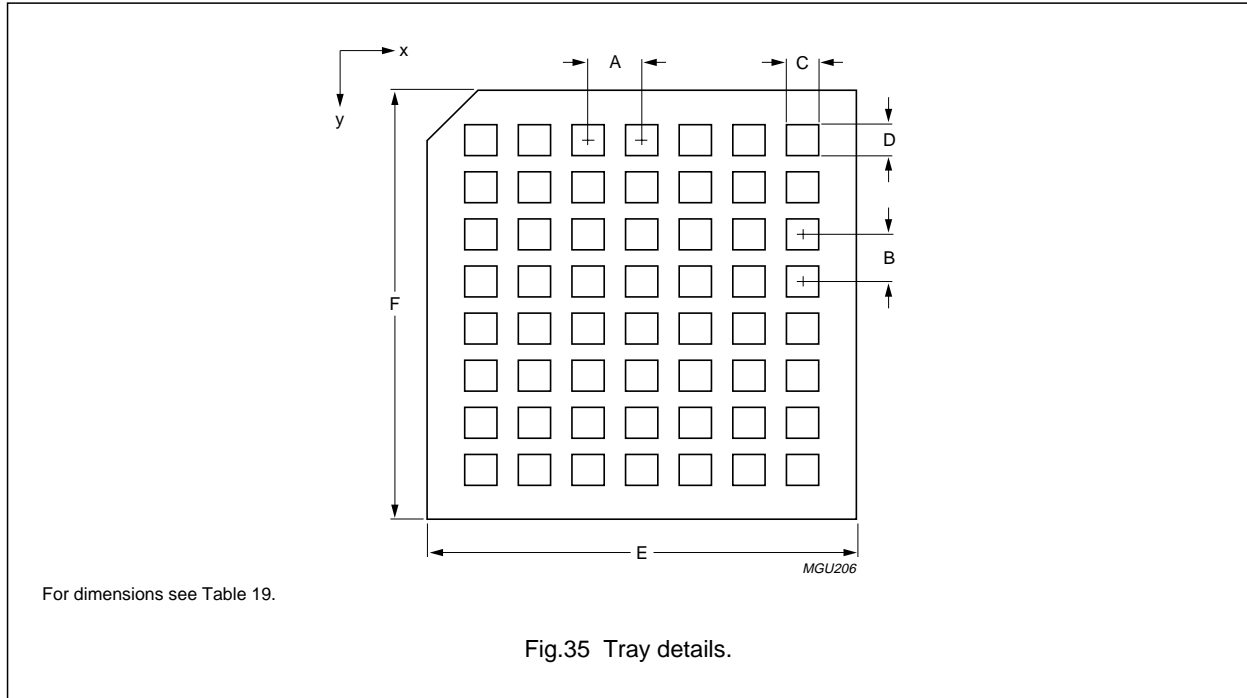 x
A
C
y
D
B
F
E
MGU206
For dimensions see Table 19.
Fig.35 Tray details.